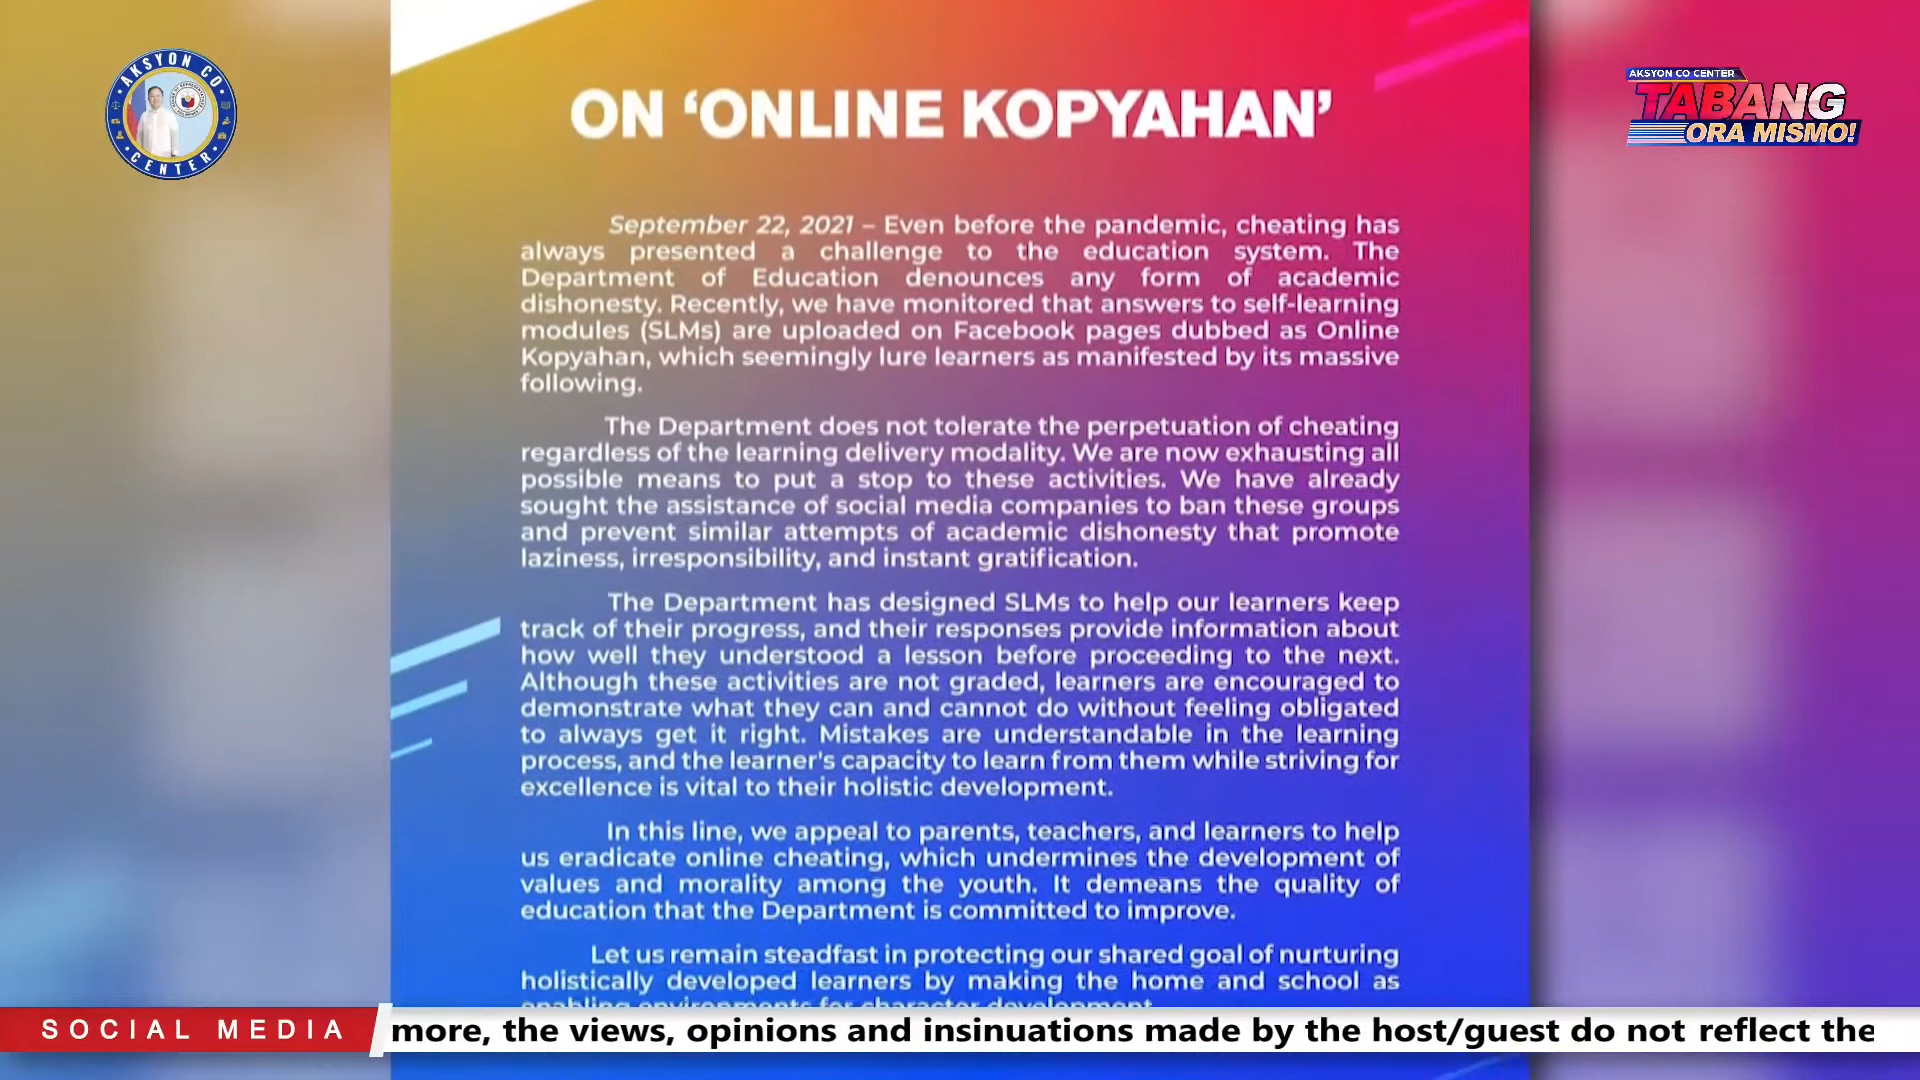 AKSYON CO
CENTER
AKSYON CO CENTER
TABANG
ORA MISMO!
ON ‘ONLINE KOPYAHAN’
September 22, 2021 – Even before the pandemic, cheating has
always presented a challenge to the education system. The
Department of Education denounces any form of academic
dishonesty. Recently, we have monitored that answers to self-learning
modules (SLMs) are uploaded on Facebook pages dubbed as Online
Kopyahan, which seemingly lure learners as manifested by its massive
following.
The Department does not tolerate the perpetuation of cheating
regardless of the learning delivery modality. We are now exhausting all
possible means to put a stop to these activities. We have already
sought the assistance of social media companies to ban these groups
and prevent similar attempts of academic dishonesty that promote
laziness, irresponsibility, and instant gratification.
The Department has designed SLMs to help our learners keep
track of their progress, and their responses provide information about
how well they understood a lesson before proceeding to the next.
Although these activities are not graded, learners are encouraged to
demonstrate what they can and cannot do without feeling obligated
to always get it right. Mistakes are understandable in the learning
process, and the learner's capacity to learn from them while striving for
excellence is vital to their holistic development.
In this line, we appeal to parents, teachers, and learners to help
us eradicate online cheating, which undermines the development of
values and morality among the youth. It demeans the quality of
education that the Department is committed to improve.
Let us remain steadfast in protecting our shared goal of nurturing
holistically developed learners by making the home and school as
enabling environments for character development.
SOCIAL MEDIA
more, the views, opinions and insinuations made by the host/guest do not reflect the